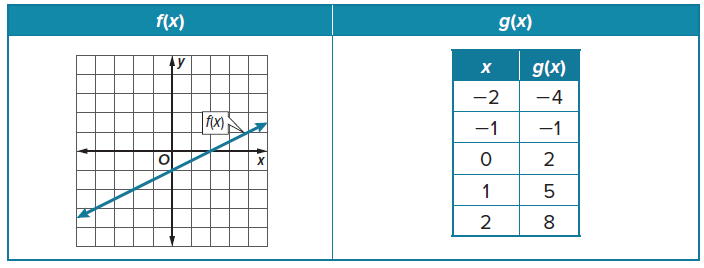 f(x) g(x)
y
f(x)
O
x
x g(x)
−2 −4
−1 −1
0 2
1 5
2 8